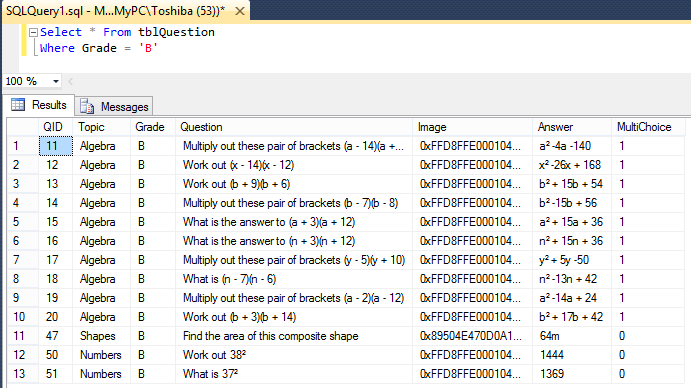 SQLQuery1.sql - M...MyPC\Toshiba (53))*
Select * From tblQuestion
Where Grade = 'B'
100 %
Results Messages
QID Topic Grade Question Image Answer MultiChoice
1 11 Algebra B Multiply out these pair of brackets (a - 14)(a +... 0xFFD8FFE000104... a² -4a -140 1
2 12 Algebra B Work out (x - 14)(x - 12) 0xFFD8FFE000104... x² -26x + 168 1
3 13 Algebra B Work out (b + 9)(b + 6) 0xFFD8FFE000104... b² + 15b + 54 1
4 14 Algebra B Multiply out these pair of brackets (b - 7)(b - 8) 0xFFD8FFE000104... b² -15b + 56 1
5 15 Algebra B What is the answer to (a + 3)(a + 12) 0xFFD8FFE000104... a² + 15a + 36 1
6 16 Algebra B What is the answer to (n + 3)(n + 12) 0xFFD8FFE000104... n² + 15n + 36 1
7 17 Algebra B Multiply out these pair of brackets (y - 5)(y + 10) 0xFFD8FFE000104... y² + 5y -50 1
8 18 Algebra B What is (n - 7)(n - 6) 0xFFD8FFE000104... n² -13n + 42 1
9 19 Algebra B Multiply out these pair of brackets (a - 2)(a - 12) 0xFFD8FFE000104... a² -14a + 24 1
10 20 Algebra B Work out (b + 3)(b + 14) 0xFFD8FFE000104... b² + 17b + 42 1
11 47 Shapes B Find the area of this composite shape 0x89504E470D0A1... 64m 0
12 50 Numbers B Work out 38² 0xFFD8FFE000104... 1444 0
13 51 Numbers B What is 37² 0xFFD8FFE000104... 1369 0